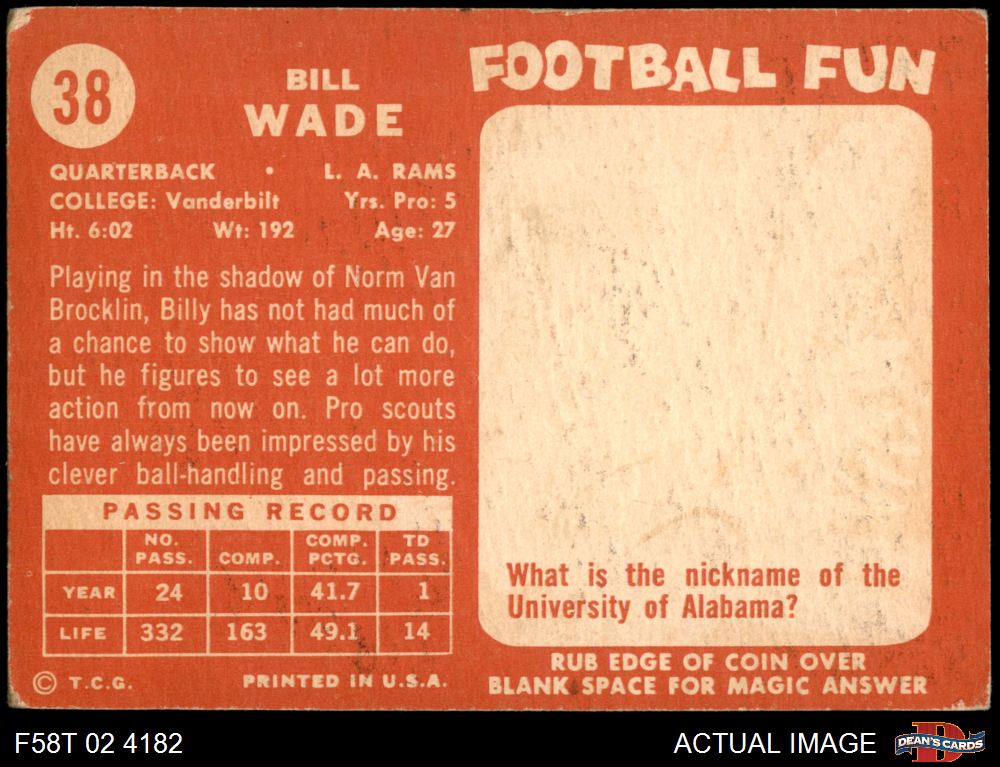 38
BILL
WADE
QUARTERBACK • L. A. RAMS
COLLEGE: Vanderbilt Yrs. Pro: 5
Ht. 6:02 Wt: 192 Age: 27
Playing in the shadow of Norm Van
Brocklin, Billy has not had much of
a chance to show what he can do,
but he figures to see a lot more
action from now on. Pro scouts
have always been impressed by his
clever ball-handling and passing.
PASSING RECORD
NO. PASS. COMP. COMP. PCTG. TD PASS.
YEAR 24 10 41.7 1
LIFE 332 163 49.1 14
© T.C.G. PRINTED IN U.S.A.
FOOTBALL FUN
What is the nickname of the
University of Alabama?
RUB EDGE OF COIN OVER
BLANK SPACE FOR MAGIC ANSWER
F58T 02 4182 ACTUAL IMAGE DEAN'S CARDS